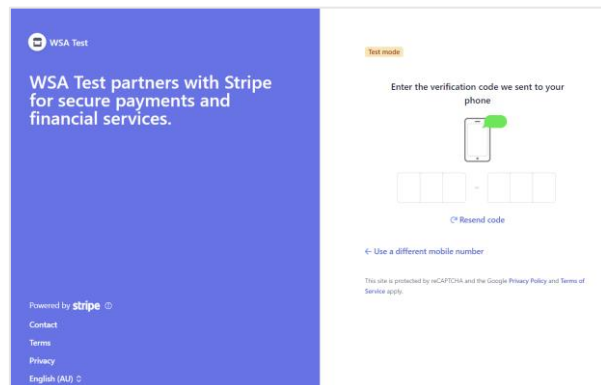 WSA Test
WSA Test partners with Stripe
for secure payments and
financial services.
Powered by stripe
Contact
Terms
Privacy
English (AU)
Test mode
Enter the verification code we sent to your
phone
-
Resend code
← Use a different mobile number
This site is protected by reCAPTCHA and the Google Privacy Policy and Terms of
Service apply.